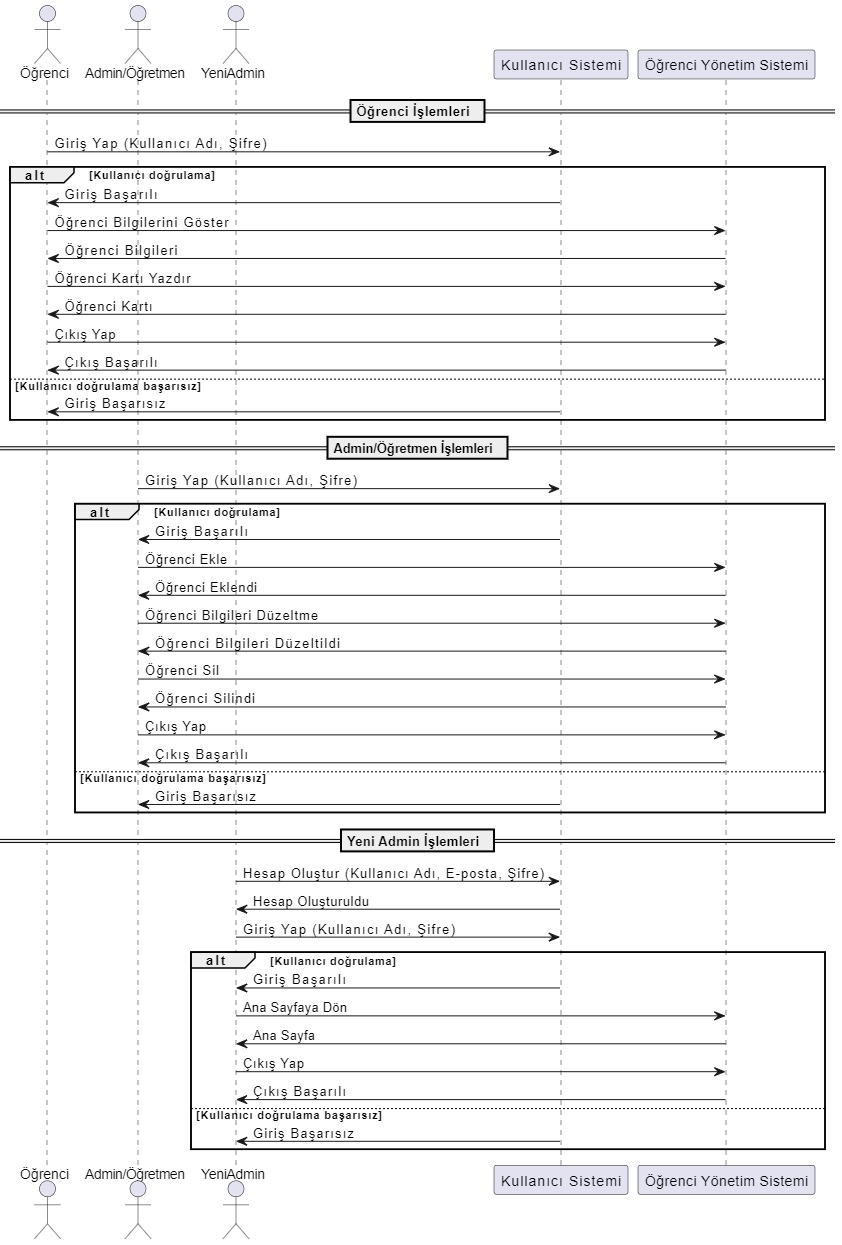 Öğrenci
Admin/Öğretmen
YeniAdmin
Kullanıcı Sistemi
Öğrenci Yönetim Sistemi
Öğrenci İşlemleri
Giriş Yap (Kullanıcı Adı, Şifre)
alt
[Kullanıcı doğrulama]
Giriş Başarılı
Öğrenci Bilgilerini Göster
Öğrenci Bilgileri
Öğrenci Kartı Yazdır
Öğrenci Kartı
Çıkış Yap
Çıkış Başarılı
[Kullanıcı doğrulama başarısız]
Giriş Başarısız
Admin/Öğretmen İşlemleri
Giriş Yap (Kullanıcı Adı, Şifre)
alt
[Kullanıcı doğrulama]
Giriş Başarılı
Öğrenci Ekle
Öğrenci Eklendi
Öğrenci Bilgileri Düzeltme
Öğrenci Bilgileri Düzeltildi
Öğrenci Sil
Öğrenci Silindi
Çıkış Yap
Çıkış Başarılı
[Kullanıcı doğrulama başarısız]
Giriş Başarısız
Yeni Admin İşlemleri
Hesap Oluştur (Kullanıcı Adı, E-posta, Şifre)
Hesap Oluşturuldu
Giriş Yap (Kullanıcı Adı, Şifre)
alt
[Kullanıcı doğrulama]
Giriş Başarılı
Ana Sayfaya Dön
Ana Sayfa
Çıkış Yap
Çıkış Başarılı
[Kullanıcı doğrulama başarısız]
Giriş Başarısız
Öğrenci
Admin/Öğretmen
YeniAdmin
Kullanıcı Sistemi
Öğrenci Yönetim Sistemi